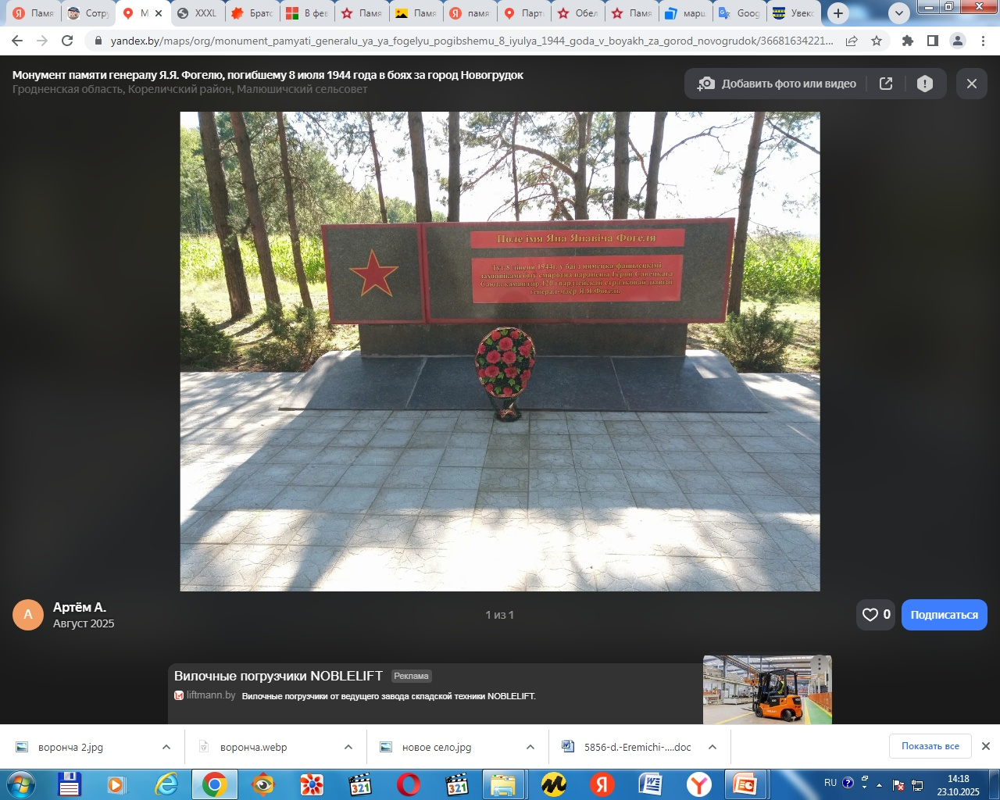 Памя
Сотру
М
XXXL
Братс
В фев
Памя
Памя
памя
Парти
Обел
Памя
марш
Goog
Увеко
yandex.by/maps/org/monument_pamyati_generalu_ya_ya_fogelyu_pogibshemu_8_iyulya_1944_goda_v_boyakh_za_gorod_novogrudok/36681634221...
Монумент памяти генералу Я.Я. Фогелю, погибшему 8 июля 1944 года в боях за город Новогрудок
Гродненская область, Кореличский район, Малюшичский сельсовет
Добавить фото или видео
Поле імя Яна Янавіча Фогеля
Тут 8 ліпеня 1944г. у баі з нямецка-фашысцкімі
захопнікамі быў смяротна паранены Герой Савецкага
Саюза камандзір 120 гвардзейскай стралковай дывізіі
генерал-маёр Я.Я.Фогель
А
Артём А.
Август 2025
1 из 1
0
Подписаться
Вилочные погрузчики NOBLELIFT Реклама
liftmann.by Вилочные погрузчики от ведущего завода складской техники NOBLELIFT.
воронча 2.jpg
воронча.webp
новое село.jpg
5856-d.-Eremichi-....doc
Показать все
321
321
Я
RU
14:18
23.10.2025